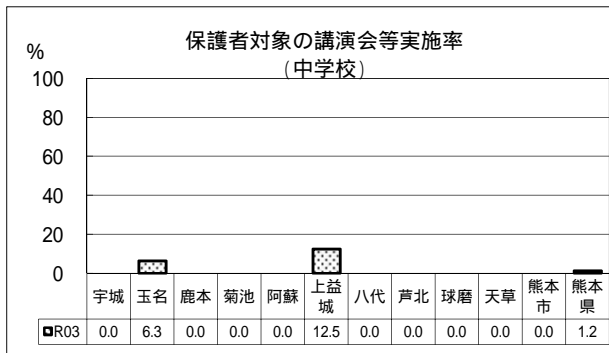 保護者対象の講演会等実施率
(中学校)
%
100
80
60
40
20
0
宇城 玉名 鹿本 菊池 阿蘇 上益城 八代 芦北 球磨 天草 熊本市 熊本県
R03 0.0 6.3 0.0 0.0 0.0 12.5 0.0 0.0 0.0 0.0 0.0 1.2